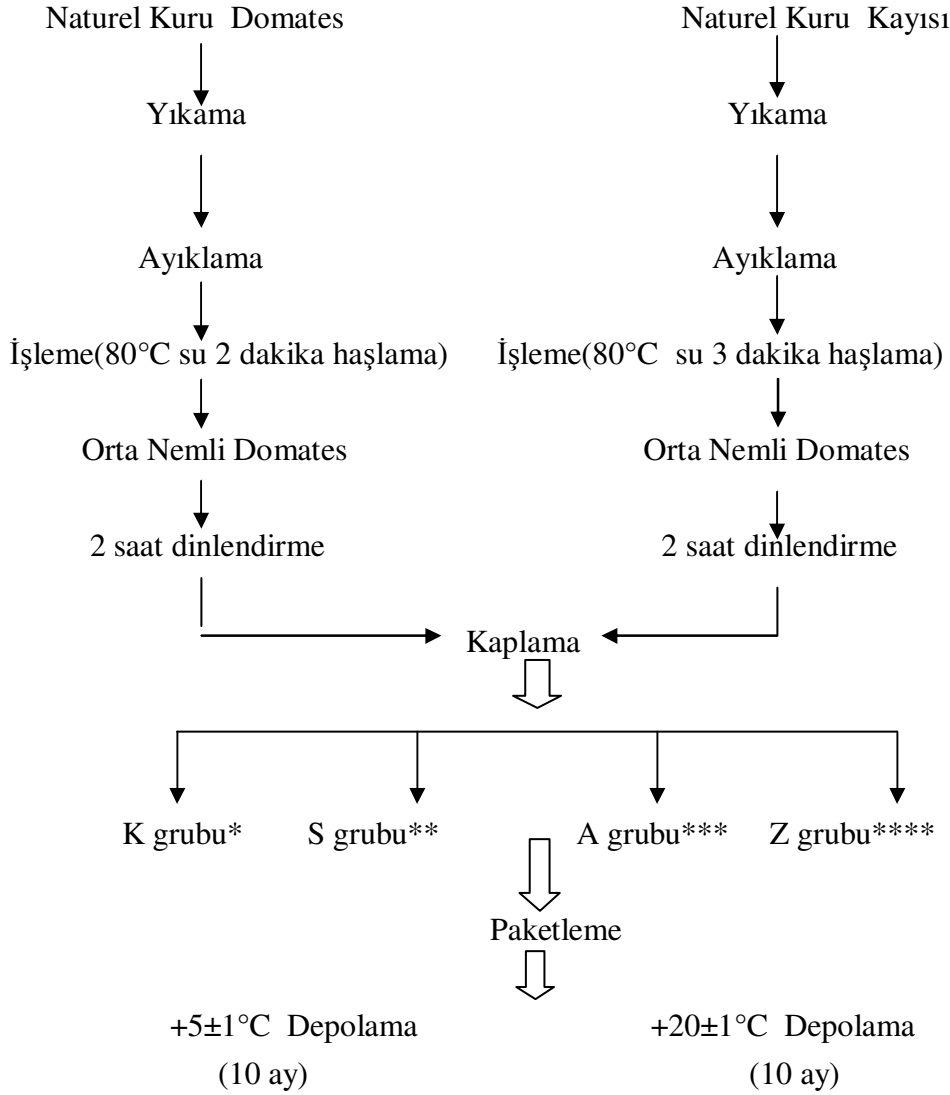 Naturel Kuru Domates Naturel Kuru Kayısı
Yıkama Yıkama
Ayıklama Ayıklama
İşleme(80°C su 2 dakika haşlama) İşleme(80°C su 3 dakika haşlama)
Orta Nemli Domates Orta Nemli Domates
2 saat dinlendirme 2 saat dinlendirme
Kaplama
K grubu* S grubu** A grubu*** Z grubu****
Paketleme
+5±1°C Depolama +20±1°C Depolama
(10 ay) (10 ay)